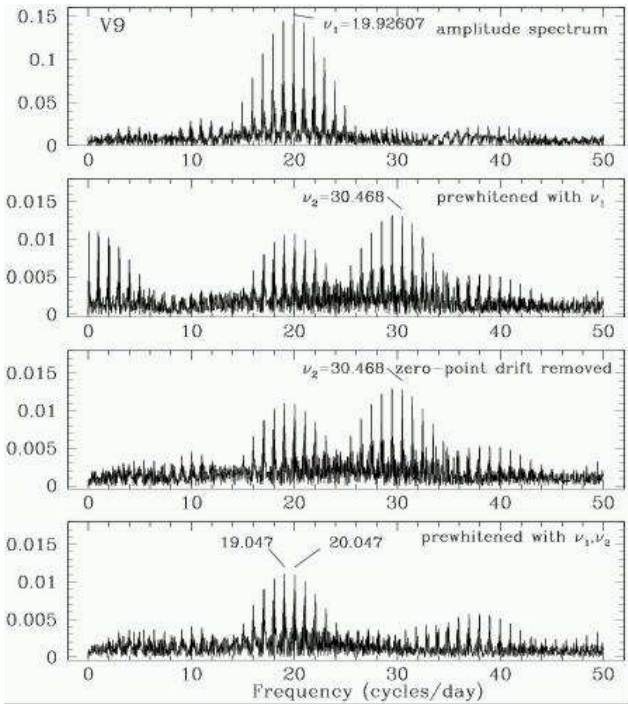 V9
ν₁=19.92607
amplitude spectrum
0.15
0.1
0.05
0
0 10 20 30 40 50
ν₂=30.468
prewhitened with ν₁
0.015
0.01
0.005
0
0 10 20 30 40 50
ν₂=30.468 zero-point drift removed
0.015
0.01
0.005
0
0 10 20 30 40 50
19.047 20.047
prewhitened with ν₁,ν₂
0.015
0.01
0.005
0
0 10 20 30 40 50
Frequency (cycles/day)